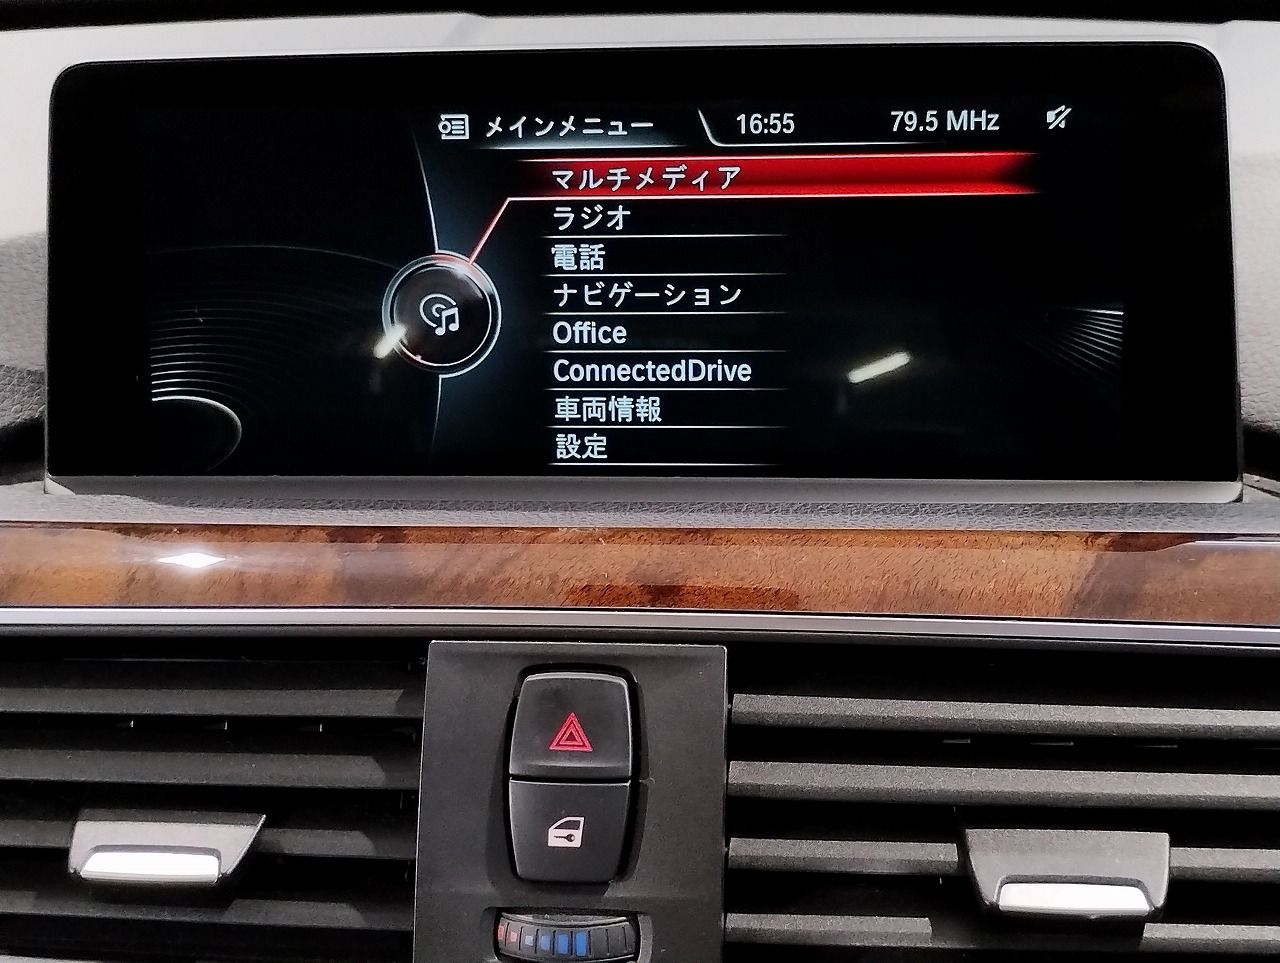 メインメニュー 16:55 79.5 MHz
マルチメディア
ラジオ
電話
ナビゲーション
Office
ConnectedDrive
車両情報
設定